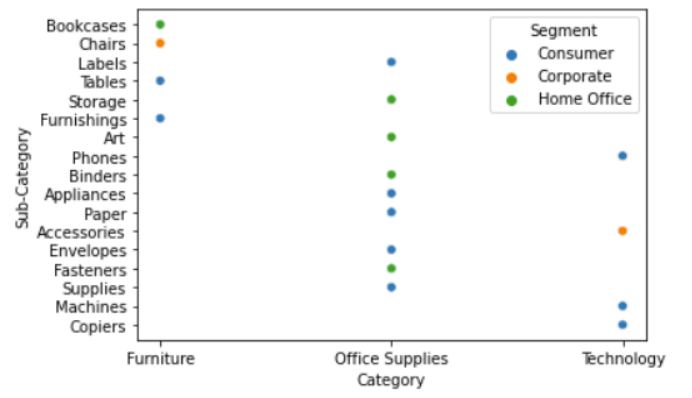 Segment
Consumer
Corporate
Home Office
Sub-Category
Bookcases
Chairs
Labels
Tables
Storage
Furnishings
Art
Phones
Binders
Appliances
Paper
Accessories
Envelopes
Fasteners
Supplies
Machines
Copiers
Furniture
Office Supplies
Technology
Category